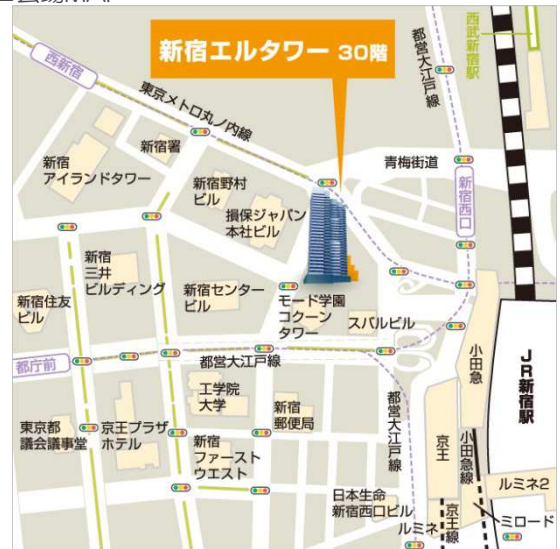 新宿エルタワー 30階
西武新宿駅
都営大江戸線
西新宿
東京メトロ丸ノ内線
新宿署
青梅街道
新宿
アイランドタワー
新宿野村
ビル
新宿西口
損保ジャパン
本社ビル
新宿
三井
ビルディング
新宿センター
ビル
新宿住友
ビル
モード学園
コクーン
タワー
スバルビル
都庁前
都営大江戸線
小田急
JR新宿駅
工学院
大学
都営大江戸線
東京都
議会議事堂
京王プラザ
ホテル
新宿
郵便局
京王
小田急線
新宿
ファースト
ウエスト
ルミネ2
日本生命
新宿西口ビル
ルミネ
京王線
ミロード